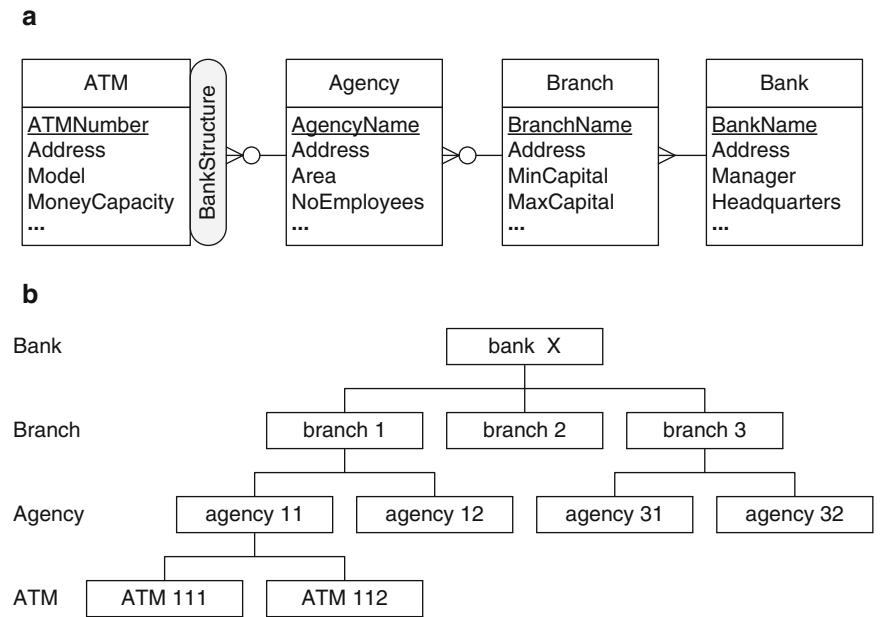 a
ATM
ATMNumber
Address
Model
MoneyCapacity
...
BankStructure
Agency
AgencyName
Address
Area
NoEmployees
...
Branch
BranchName
Address
MinCapital
MaxCapital
...
Bank
BankName
Address
Manager
Headquarters
...
b
Bank
bank X
Branch
branch 1
branch 2
branch 3
Agency
agency 11
agency 12
agency 31
agency 32
ATM
ATM 111
ATM 112